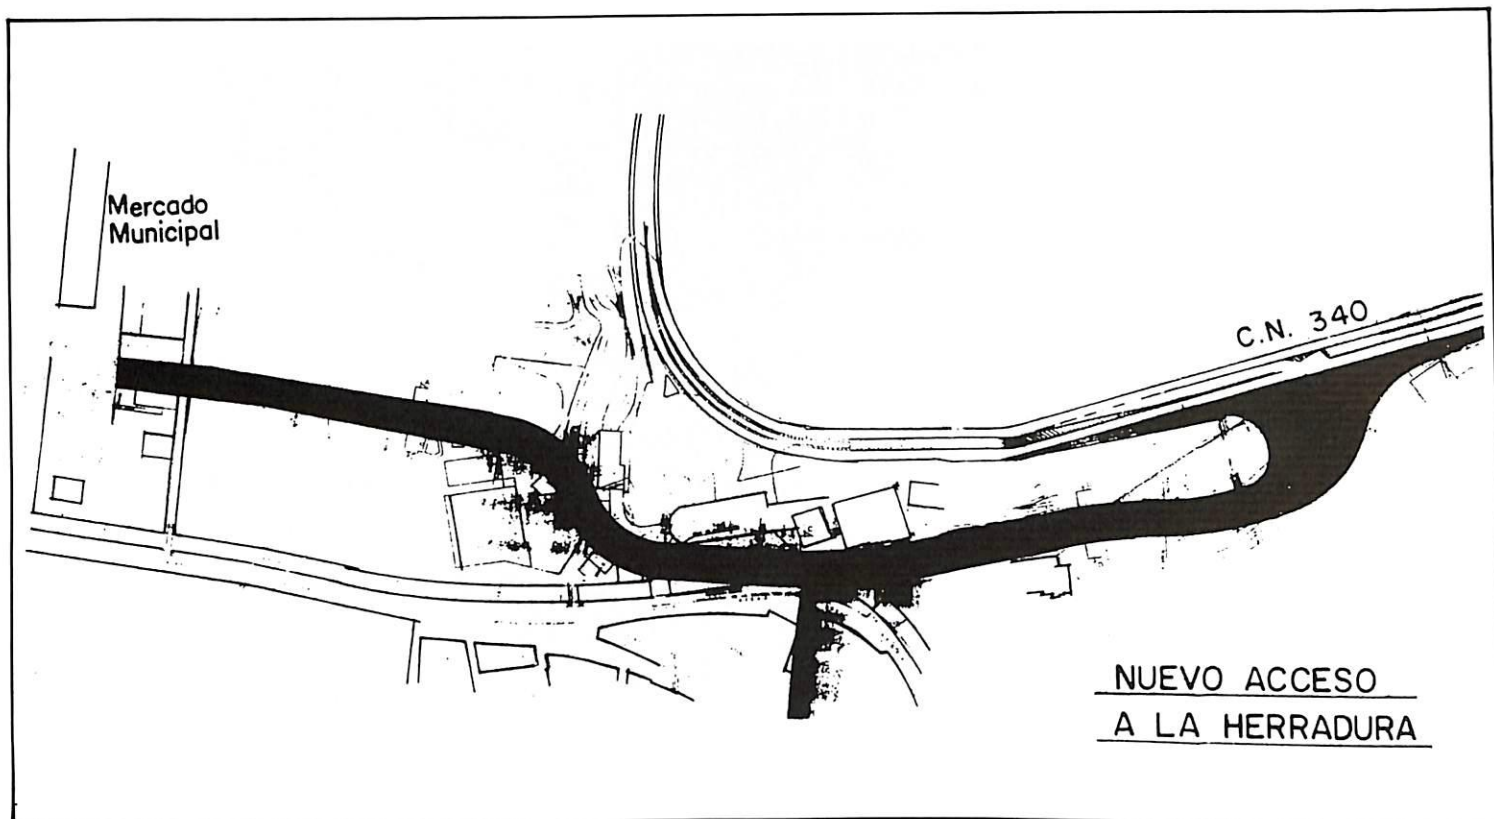 Mercado
Municipal
C.N. 340
NUEVO ACCESO
A LA HERRADURA